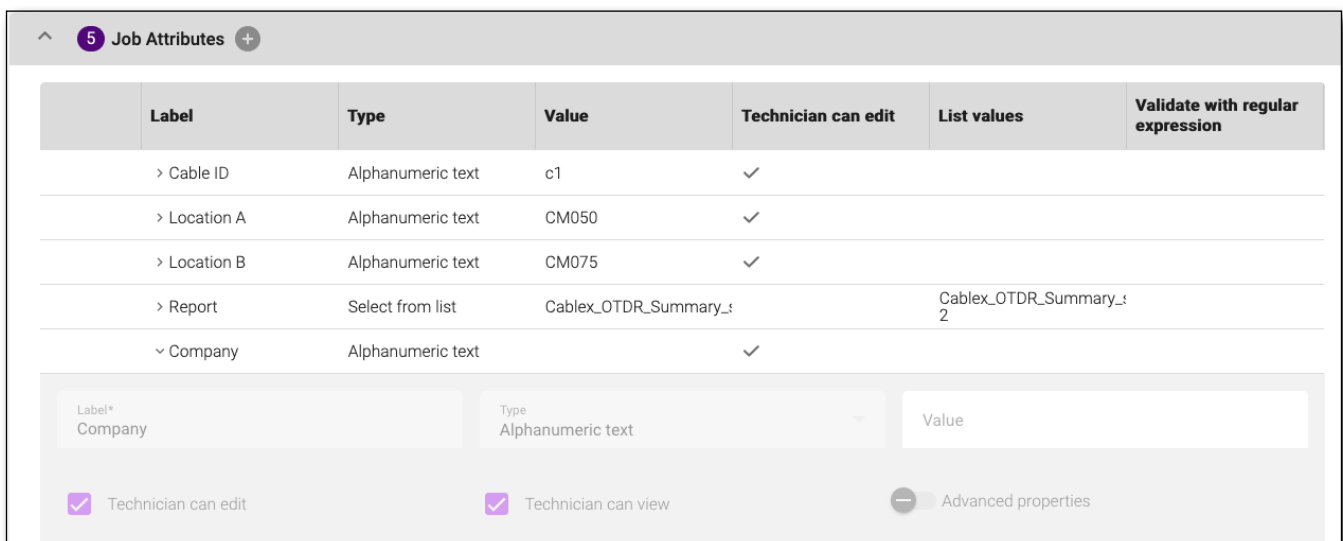 5 Job Attributes
Label Type Value Technician can edit List values Validate with regular
expression
Cable ID Alphanumeric text c1
Location A Alphanumeric text CM050
Location B Alphanumeric text CM075
Report Select from list Cablex_OTDR_Summary_s Cablex_OTDR_Summary_s
2
Company Alphanumeric text
Label* Type
Company Alphanumeric text Value
Technician can edit Technician can view Advanced properties